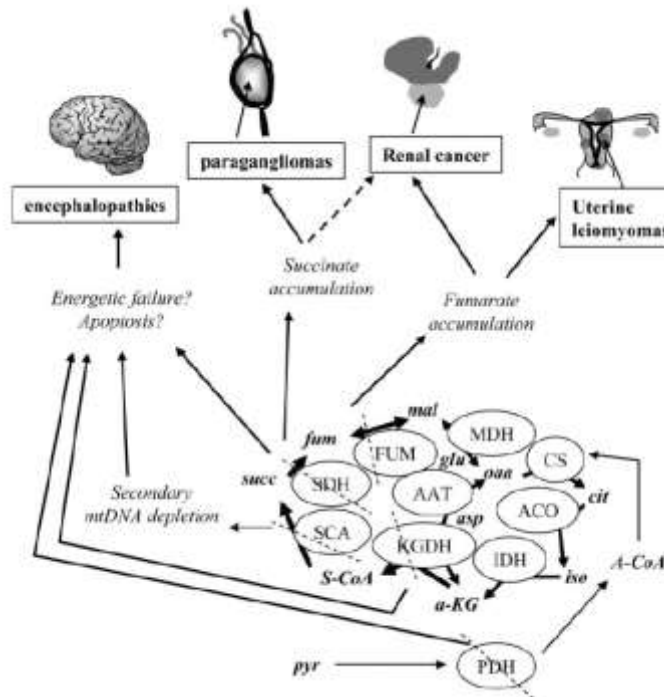 paragangliomas
Renal cancer
encephalopathies
Uterine
leiomyomas
Succinate
accumulation
Energetic failure?
Apoptosis?
Fumarate
accumulation
mal
fum
MDH
FUM
glu
oaa
CS
succ
SDH
AAT
cit
Secondary
mtDNA depletion
asp
ACO
SCA
KGDH
IDH
S-CoA
a-KG
iso
A-CoA
pyr
PDH